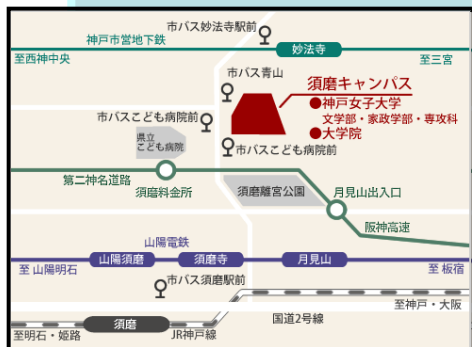 市バス妙法寺駅前
神戸市営地下鉄
妙法寺
至西神中央
至三宮
市バス青山
須磨キャンパス
●神戸女子大学
文学部・家政学部・専攻科
●大学院
市バスこども病院前
県立
こども病院
市バスこども病院前
第二神名道路
須磨料金所
須磨離宮公園
月見山出入口
阪神高速
山陽電鉄
至 山陽明石
山陽須磨
須磨寺
月見山
至 板宿
市バス須磨駅前
至神戸・大阪
国道2号線
須磨
至明石・姫路
JR神戸線